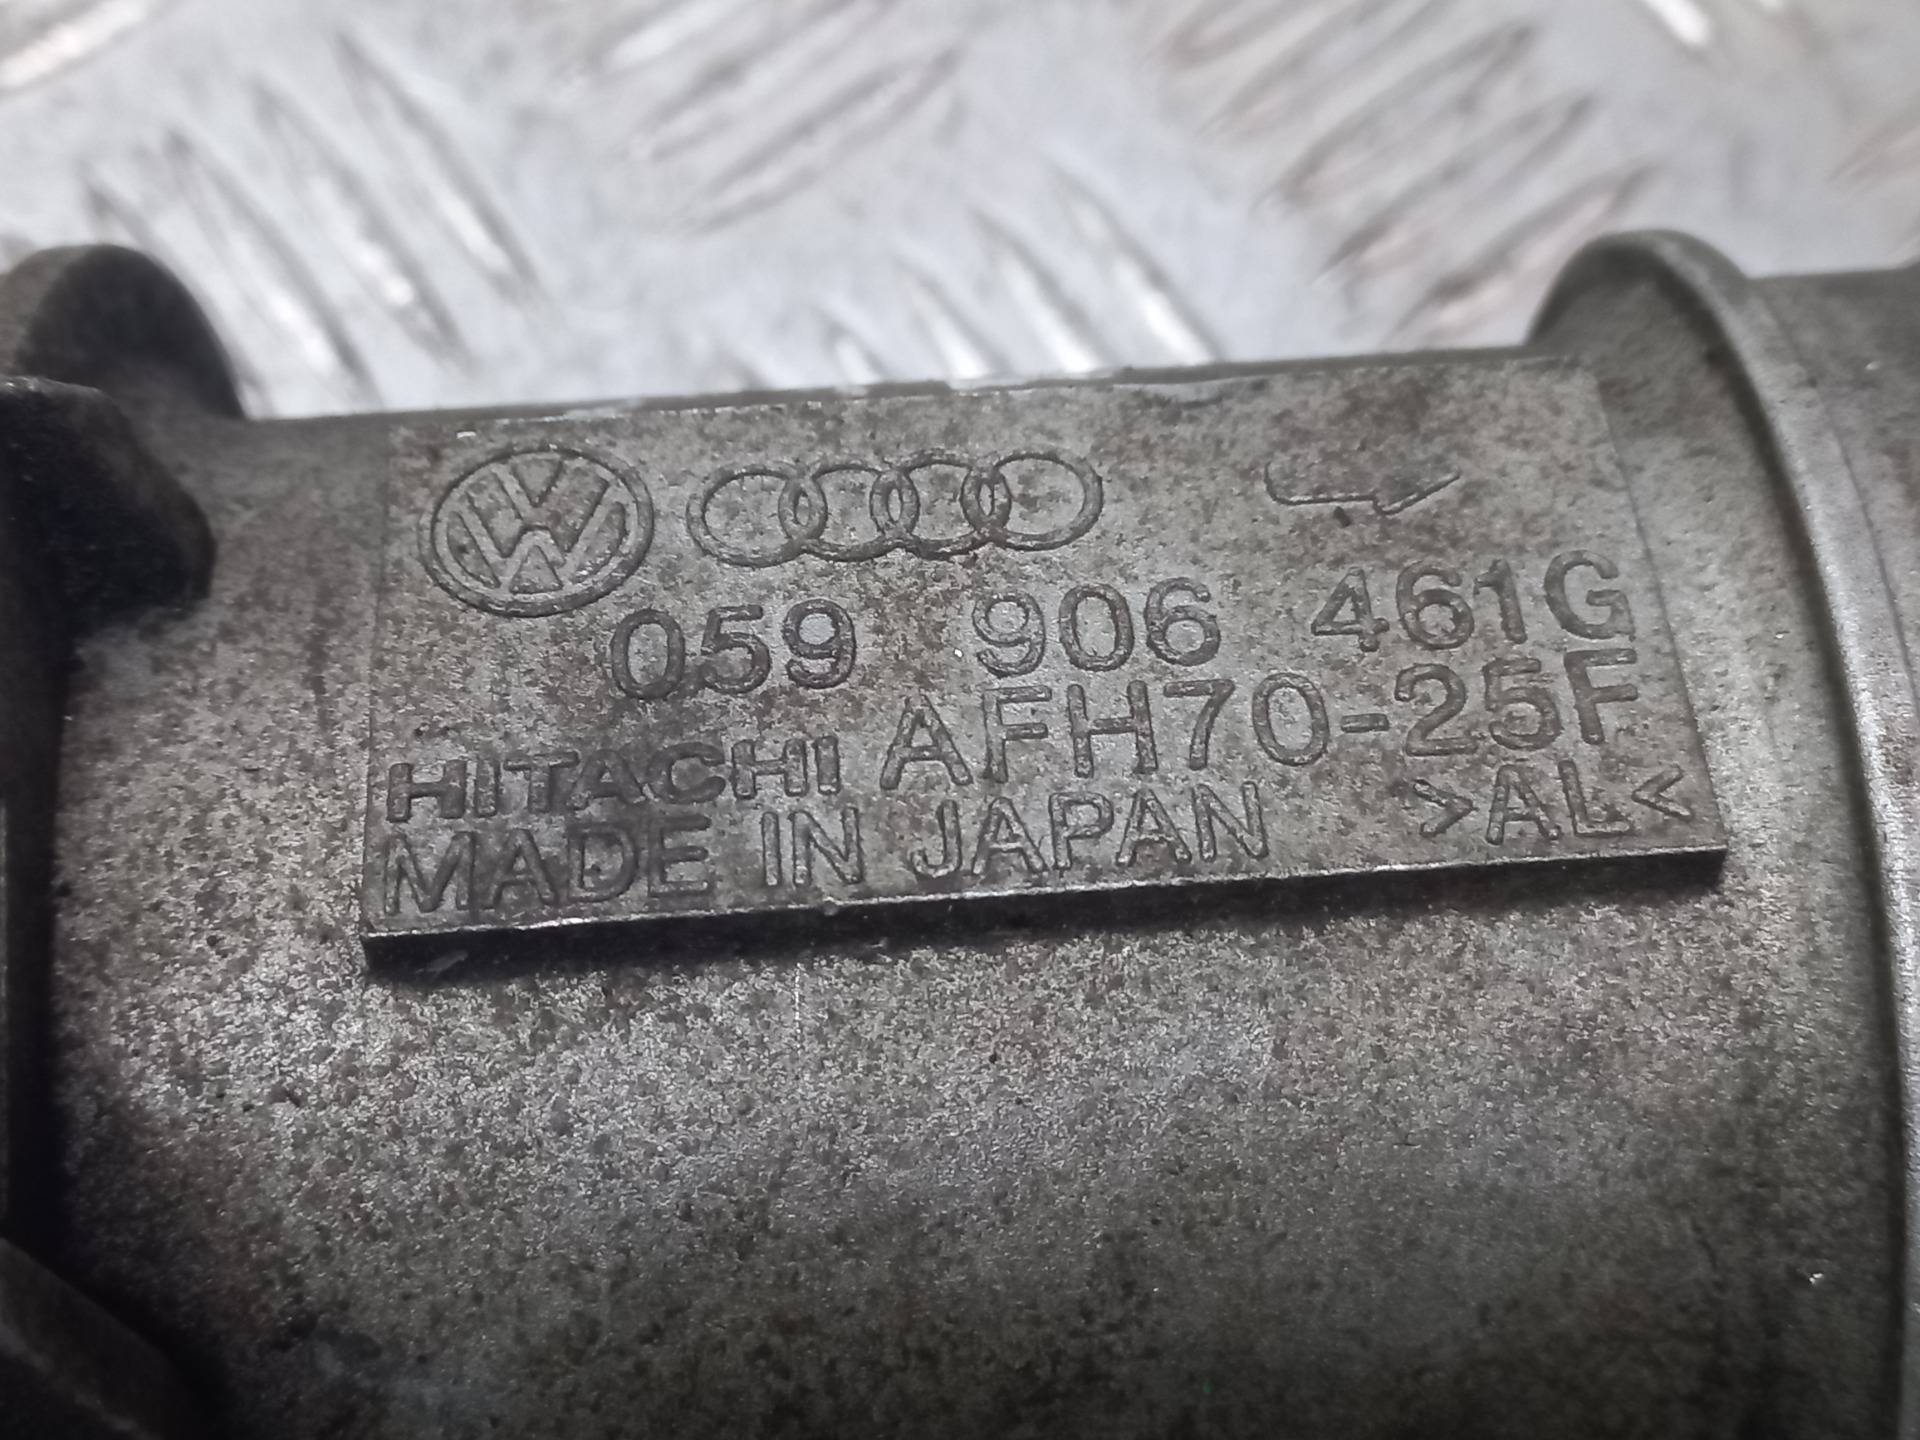 VW
059 906 461G
HITACHI AFH70-25F
MADE IN JAPAN >AL<